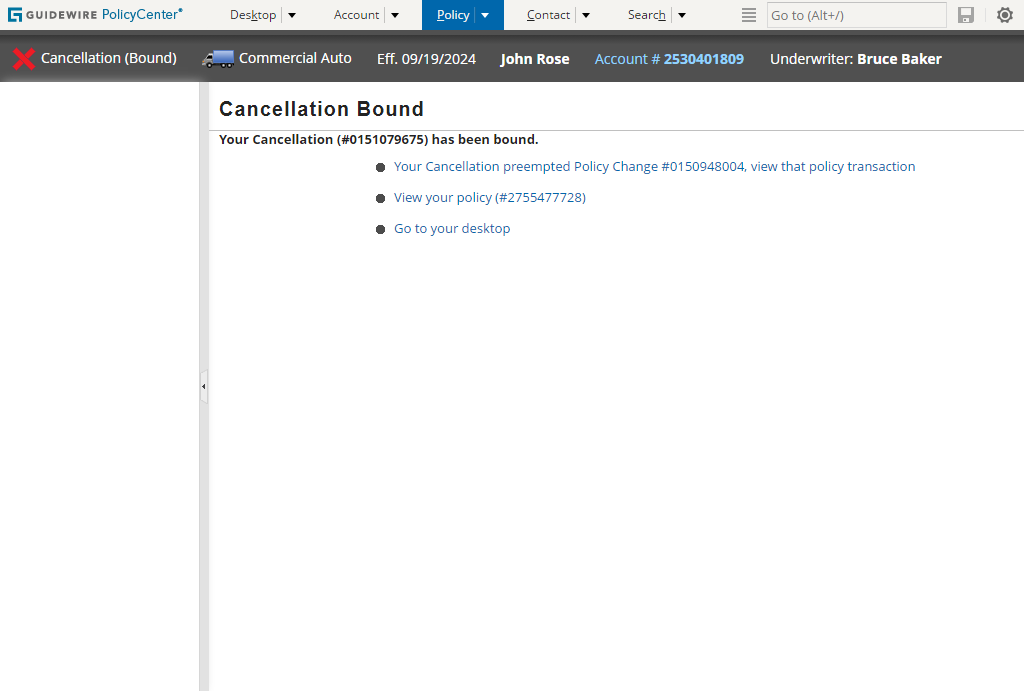 GUIDEWIRE PolicyCenter® Desktop Account Policy Contact Search Go to (Alt+/)
Cancellation (Bound) Commercial Auto Eff. 09/19/2024 John Rose Account # 2530401809 Underwriter: Bruce Baker
Cancellation Bound
Your Cancellation (#0151079675) has been bound.
Your Cancellation preempted Policy Change #0150948004, view that policy transaction
View your policy (#2755477728)
Go to your desktop